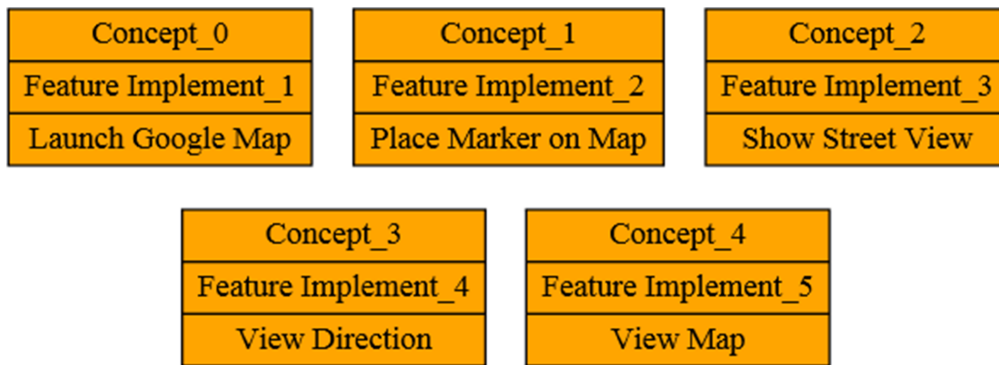 Concept_0
Feature Implement_1
Launch Google Map
Concept_1
Feature Implement_2
Place Marker on Map
Concept_2
Feature Implement_3
Show Street View
Concept_3
Feature Implement_4
View Direction
Concept_4
Feature Implement_5
View Map